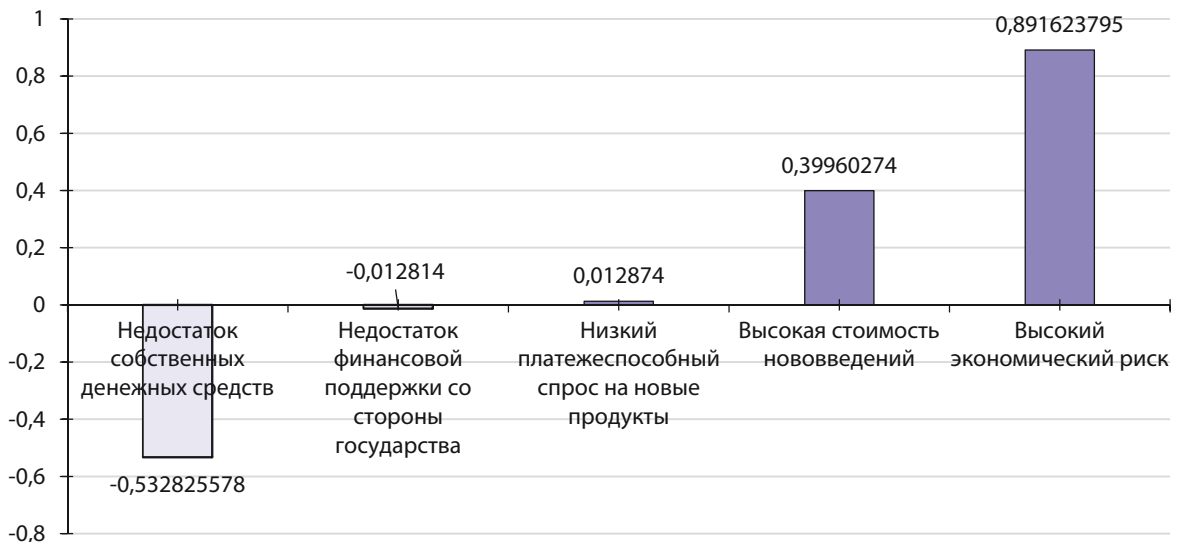 1
0,8
0,6
0,4
0,2
0
-0,2
-0,4
-0,6
-0,8
-0,532825578
-0,012814
0,012874
0,39960274
0,891623795
Недостаток
собственных
денежных средств
Недостаток
финансовой
поддержки со
стороны
государства
Низкий
платежеспособный
спрос на новые
продукты
Высокая стоимость
нововведений
Высокий
экономический риск